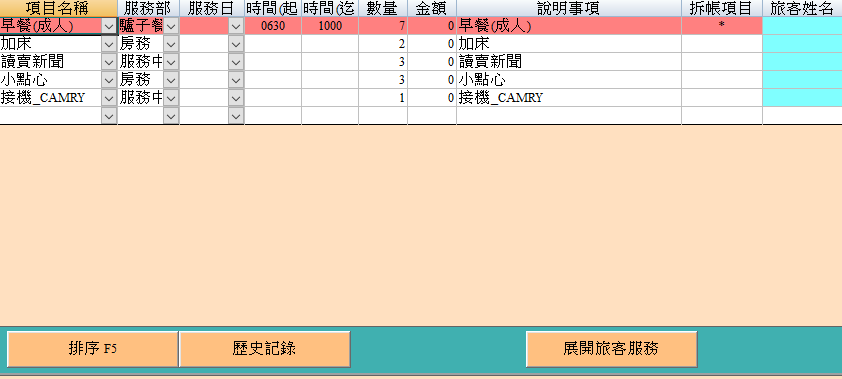 項目名稱 服務部 服務日 時間(起 時間(迄 數量 金額 說明事項 拆帳項目 旅客姓名
早餐(成人) 驢子餐 0630 1000 7 0 早餐(成人) *
加床 房務 2 0 加床
讀賣新聞 服務中 3 0 讀賣新聞
小點心 房務 3 0 小點心
接機_CAMRY 服務中 1 0 接機_CAMRY
排序 F5 歷史記錄 展開旅客服務